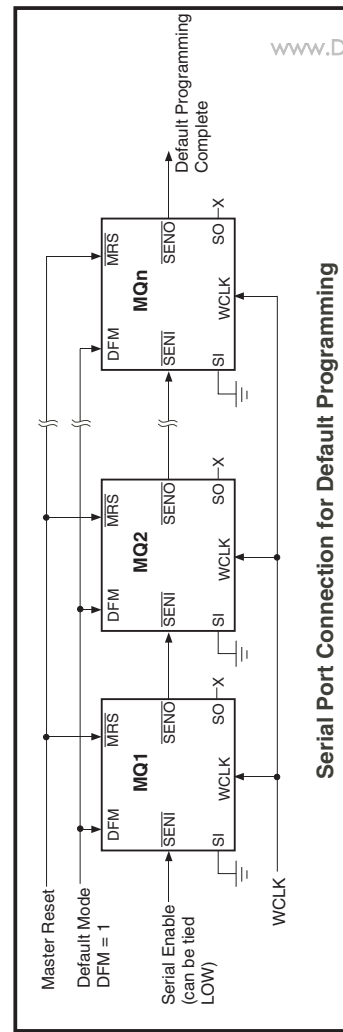 www.D
Master Reset
Default Mode
DFM = 1
Serial Enable
(can be tied
LOW)
WCLK
DFM
MRS
MQ1
SENI
SENO
SI
WCLK
SO
X
DFM
MRS
MQ2
SENI
SENO
SI
WCLK
SO
X
DFM
MRS
MQn
SENI
SENO
SI
WCLK
SO
X
Default Programming
Complete
Serial Port Connection for Default Programming